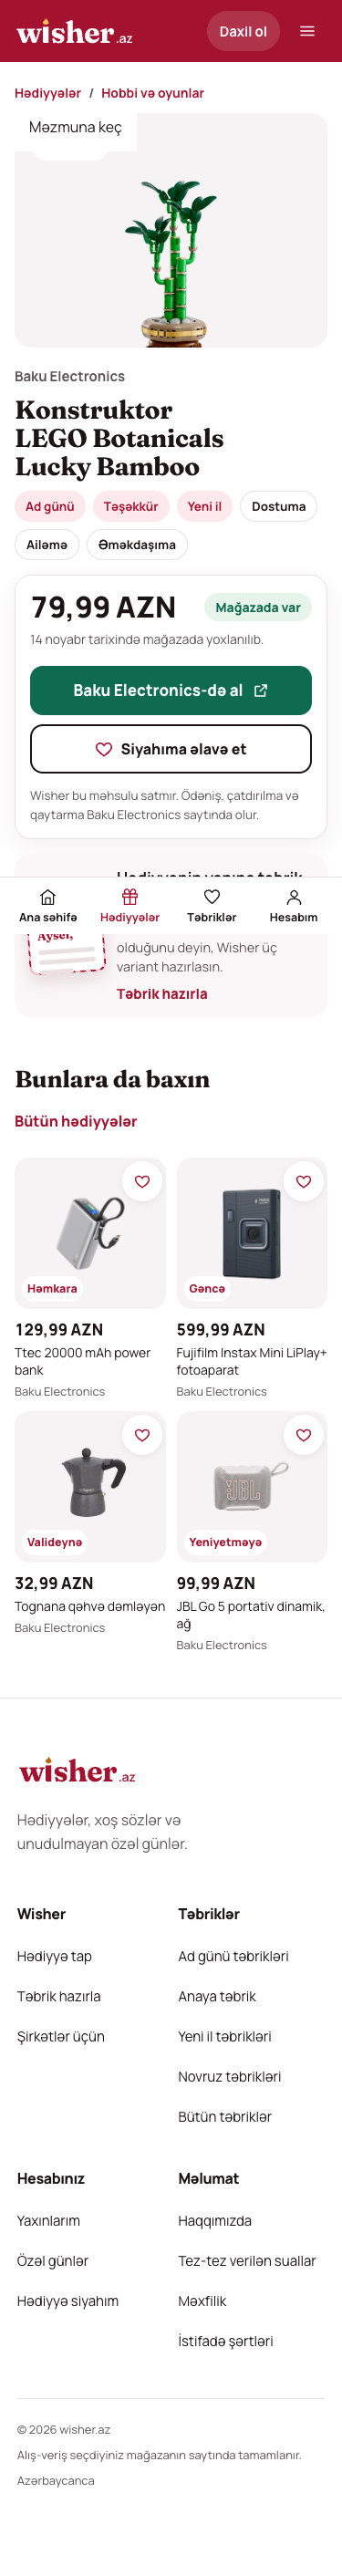 wisher.az
Daxil ol
Hədiyyələr / Hobbi və oyunlar
Məzmuna keç
Baku Electronics
Konstruktor
LEGO Botanicals
Lucky Bamboo
Ad günü
Təşəkkür
Yeni il
Dostuma
Ailəmə
Əməkdaşıma
79,99 AZN
Mağazada var
14 noyabr tarixində mağazada yoxlanılıb.
Baku Electronics-də al
Siyahıma əlavə et
Wisher bu məhsulu satmır. Ödəniş, çatdırılma və
qaytarma Baku Electronics saytında olur.
Ana səhifə
Hədiyyələr
Təbriklər
Hesabım
Aysel,
olduğunu deyin, Wisher üç
variant hazırlasın.
Təbrik hazırla
Bunlara da baxın
Bütün hədiyyələr
Həmkara
Gəncə
129,99 AZN
Ttec 20000 mAh power
bank
Baku Electronics
599,99 AZN
Fujifilm Instax Mini LiPlay+
fotoaparat
Baku Electronics
JBL
Valideynə
Yeniyetməyə
32,99 AZN
Tognana qəhvə dəmləyən
Baku Electronics
99,99 AZN
JBL Go 5 portativ dinamik,
ağ
Baku Electronics
wisher.az
Hədiyyələr, xoş sözlər və
unudulmayan özəl günlər.
Wisher
Hədiyyə tap
Təbrik hazırla
Şirkətlər üçün
Təbriklər
Ad günü təbrikləri
Anaya təbrik
Yeni il təbrikləri
Novruz təbrikləri
Bütün təbriklər
Hesabınız
Yaxınlarım
Özəl günlər
Hədiyyə siyahım
Məlumat
Haqqımızda
Tez-tez verilən suallar
Məxfilik
İstifadə şərtləri
© 2026 wisher.az
Alış-veriş seçdiyiniz mağazanın saytında tamamlanır.
Azərbaycanca